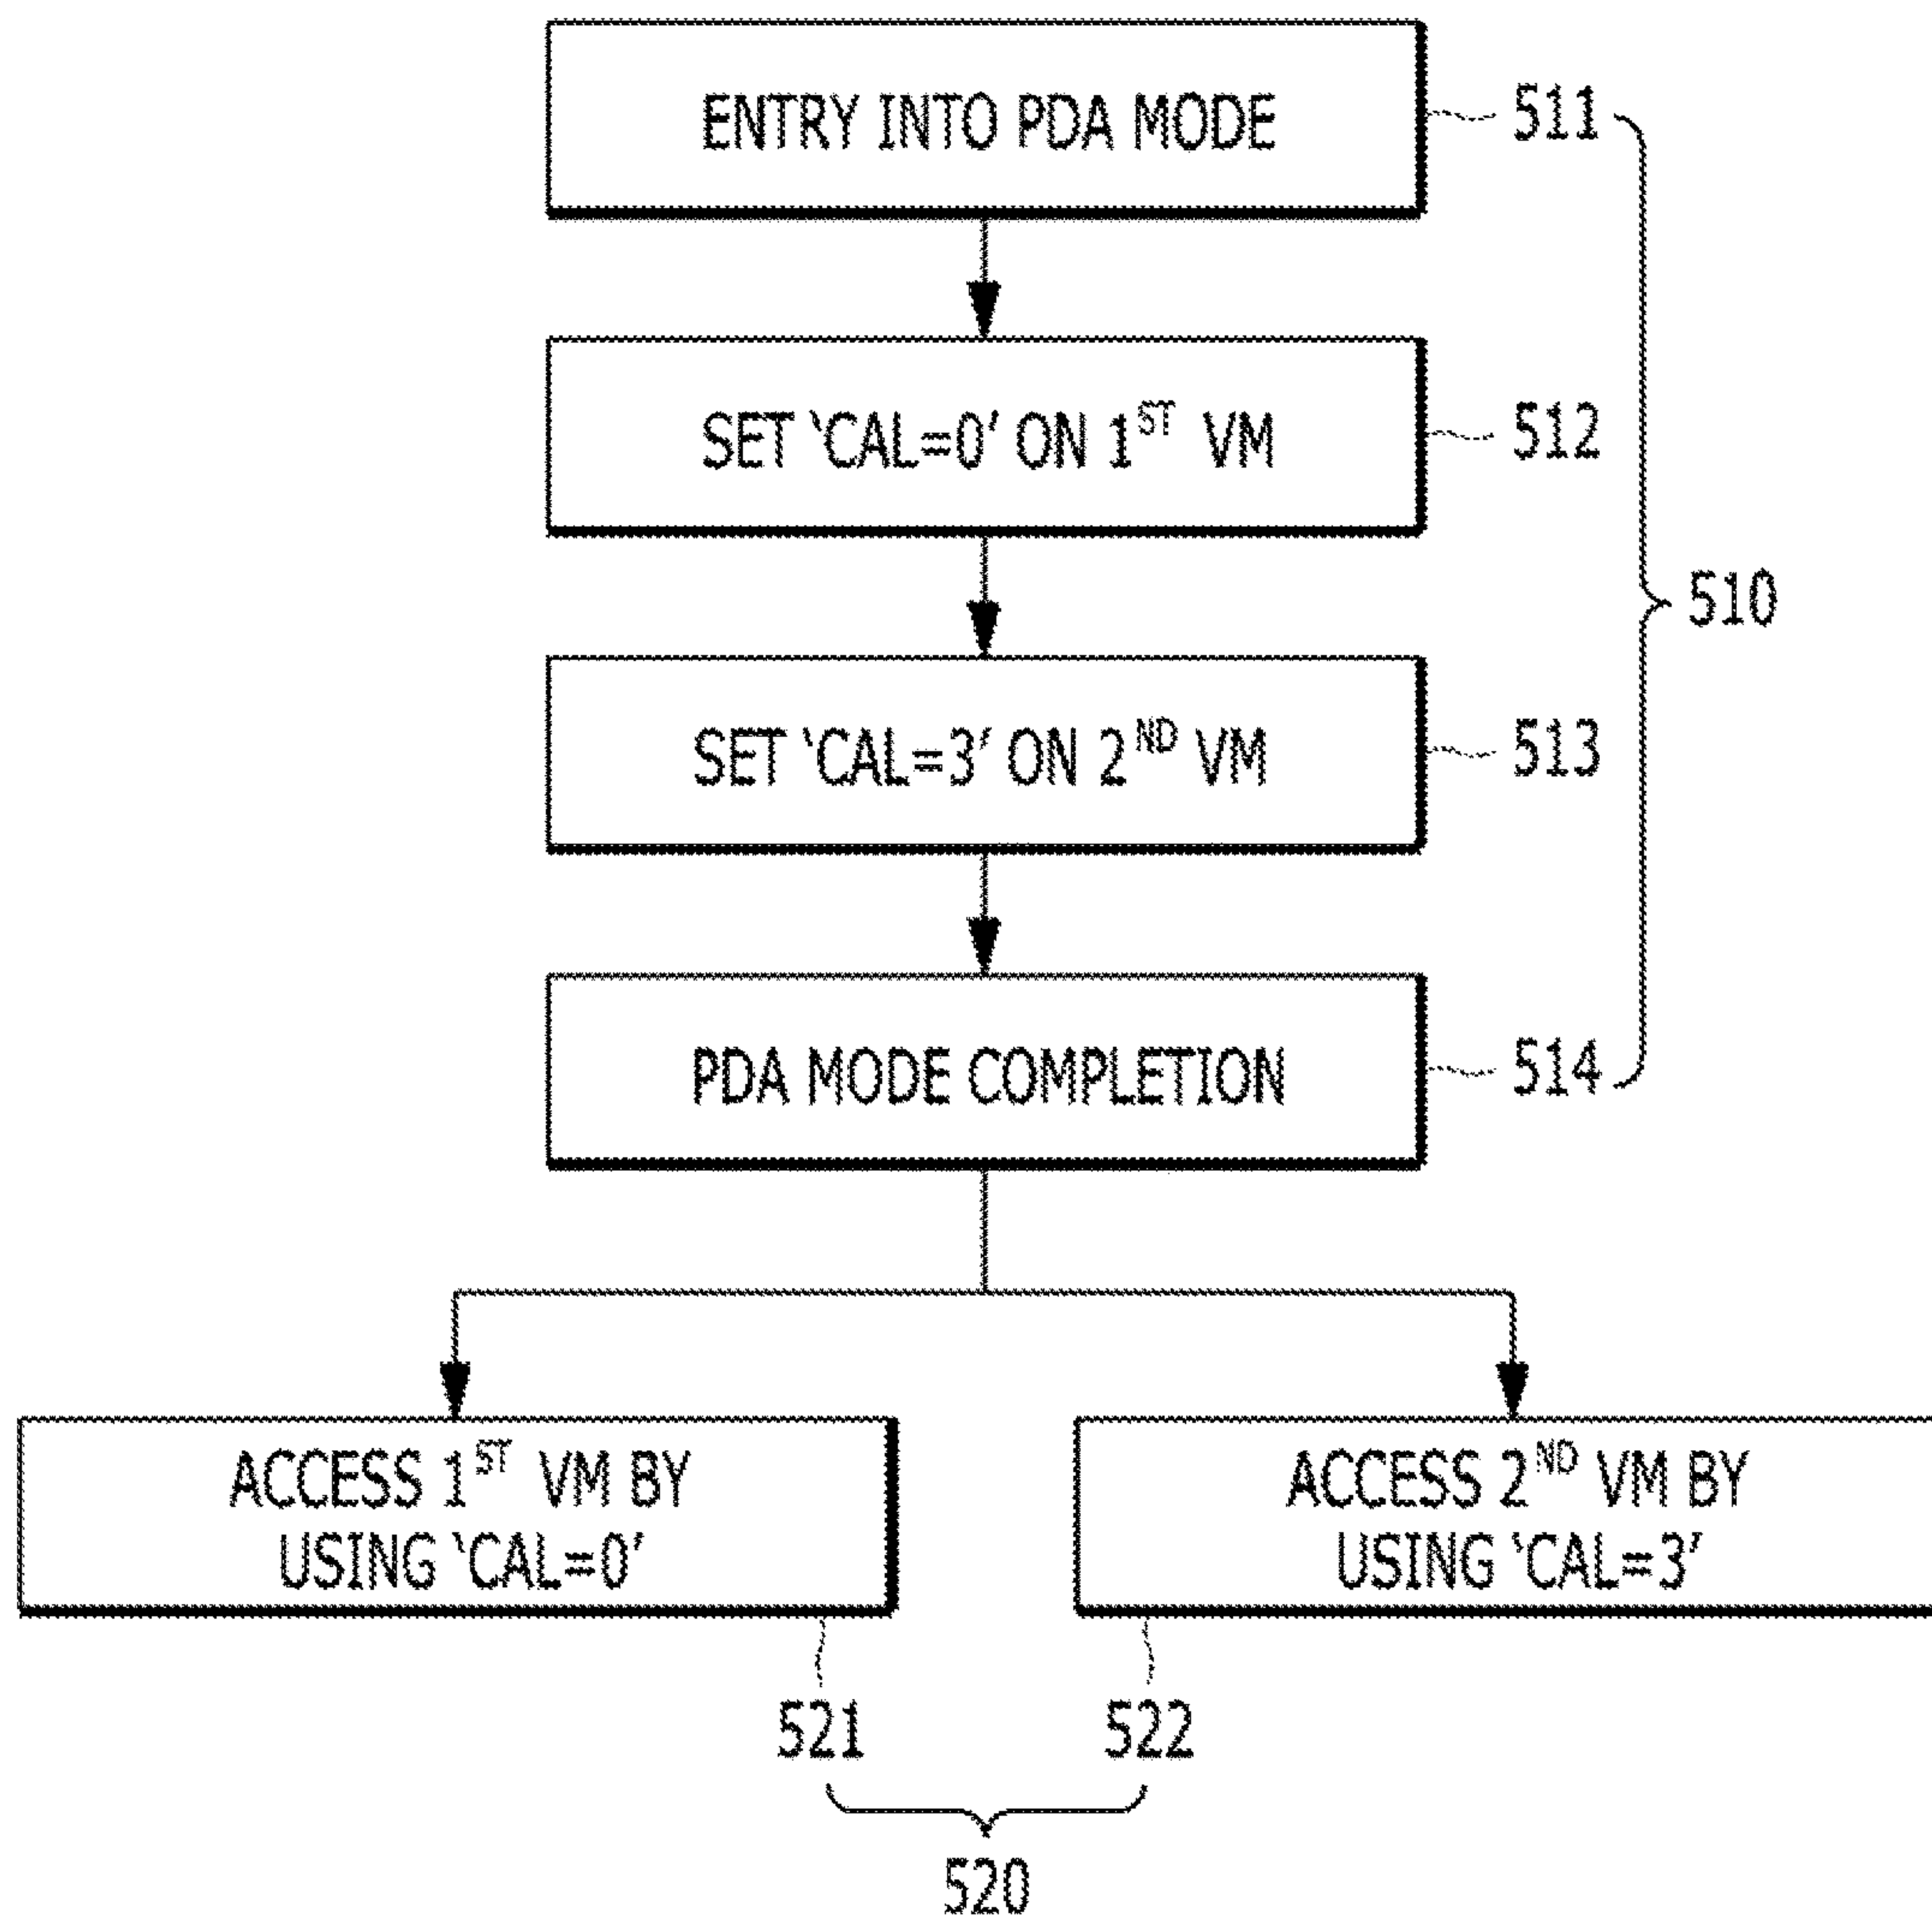 ENTRY INTO PDA MODE
511
SET ‘CAL=0’ ON 1ST VM
512
510
SET ‘CAL=3’ ON 2ND VM
513
PDA MODE COMPLETION
514
ACCESS 1ST VM BY
USING ‘CAL=0’
ACCESS 2ND VM BY
USING ‘CAL=3’
521
522
520